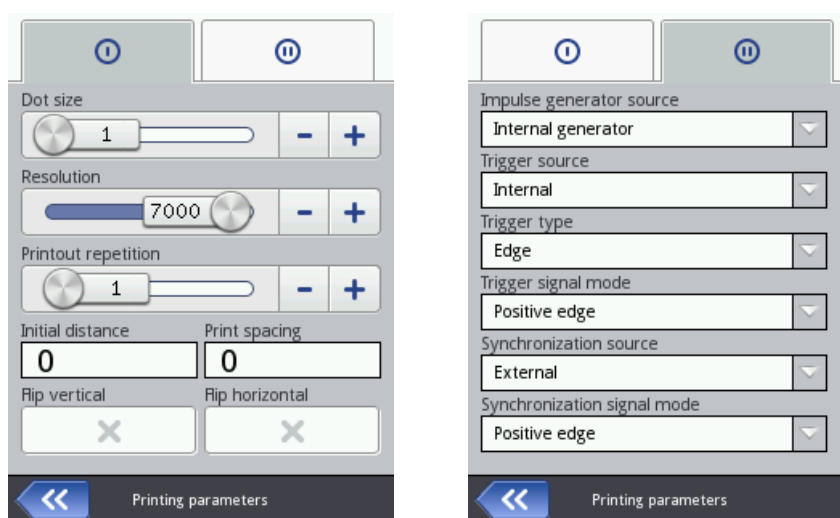 Dot size
1
- +
Resolution
7000
- +
Printout repetition
1
- +
Initial distance Print spacing
0 0
Flip vertical Flip horizontal
Printing parameters
Impulse generator source
Internal generator
Trigger source
Internal
Trigger type
Edge
Trigger signal mode
Positive edge
Synchronization source
External
Synchronization signal mode
Positive edge
Printing parameters